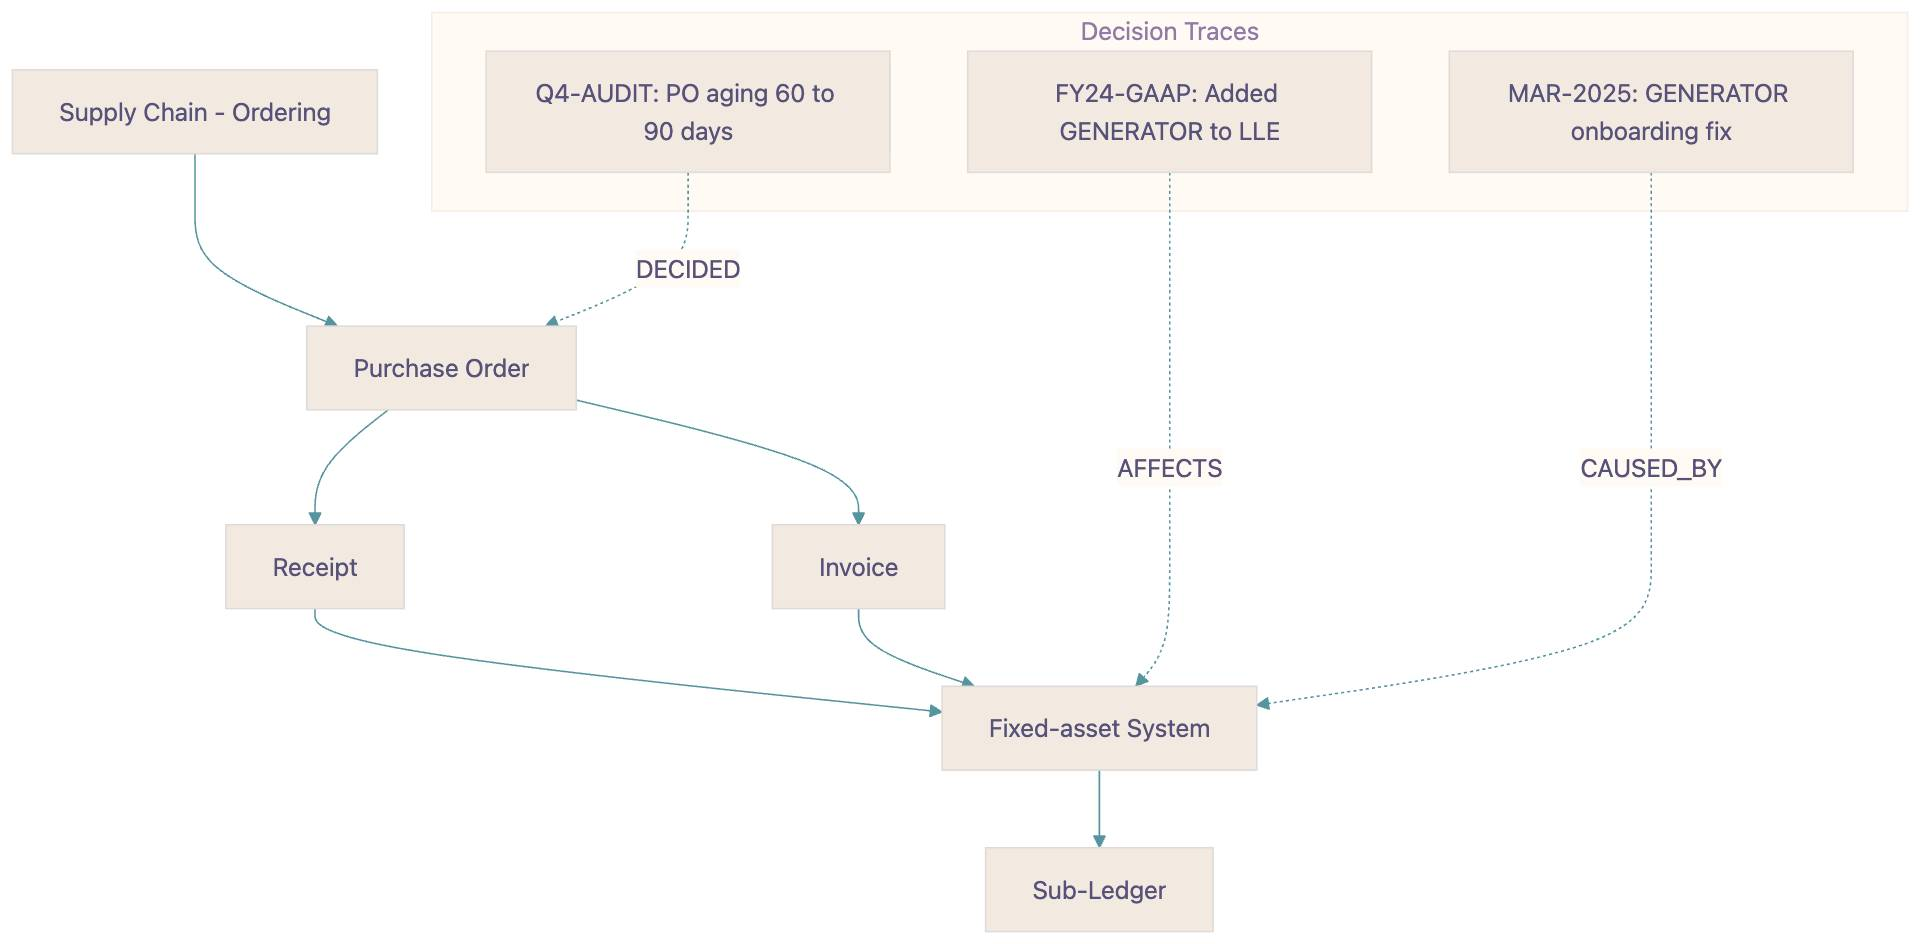 Decision Traces
Supply Chain - Ordering
Q4-AUDIT: PO aging 60 to
90 days
FY24-GAAP: Added
GENERATOR to LLE
MAR-2025: GENERATOR
onboarding fix
DECIDED
Purchase Order
AFFECTS
CAUSED_BY
Receipt
Invoice
Fixed-asset System
Sub-Ledger